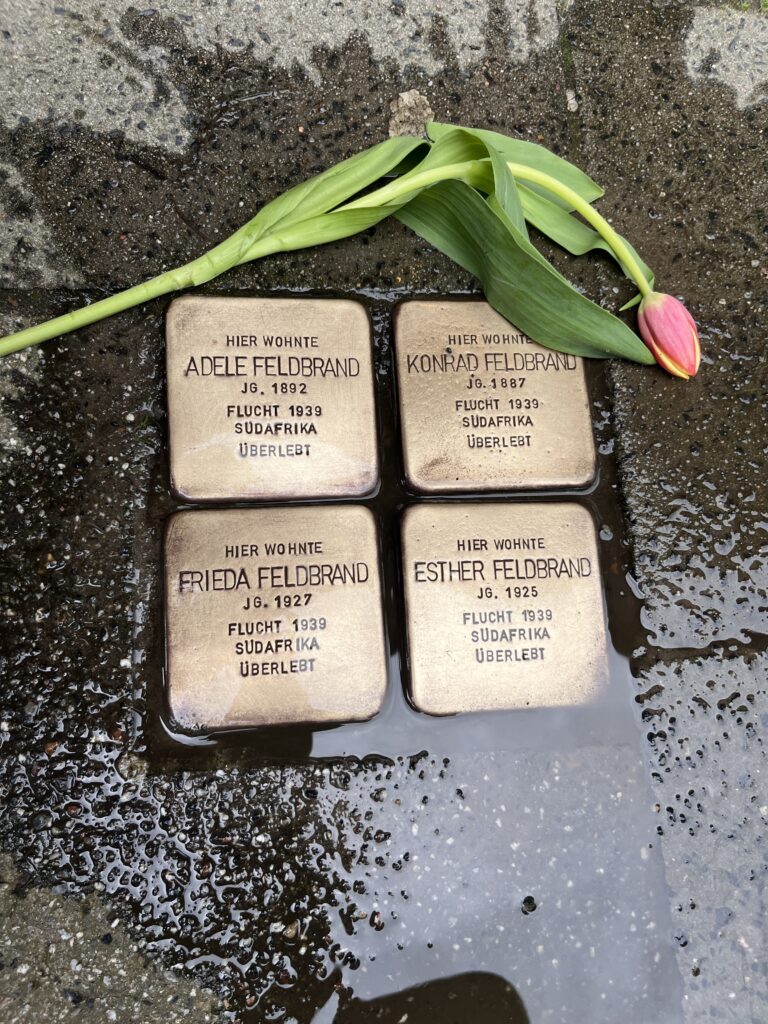 HIER WOHNTE
ADELE FELDBRAND
JG. 1892
FLUCHT 1939
SÜDAFRIKA
ÜBERLEBT
HIER WOHNTE
KONRAD FELDBRAND
JG. 1887
FLUCHT 1939
SÜDAFRIKA
ÜBERLEBT
HIER WOHNTE
FRIEDA FELDBRAND
JG. 1927
FLUCHT 1939
SÜDAFRIKA
ÜBERLEBT
HIER WOHNTE
ESTHER FELDBRAND
JG. 1925
FLUCHT 1939
SÜDAFRIKA
ÜBERLEBT